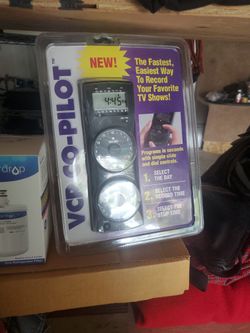 NEW!
The Fastest,
Easiest Way
To Record
Your Favorite
TV Shows!
VCR CO-PILOT
4:45
Programs in seconds
with simple slide
and dial controls.
1. SELECT
THE DAY
2. SELECT THE
RECORD TIME
3. SELECT THE
STOP TIME
drop